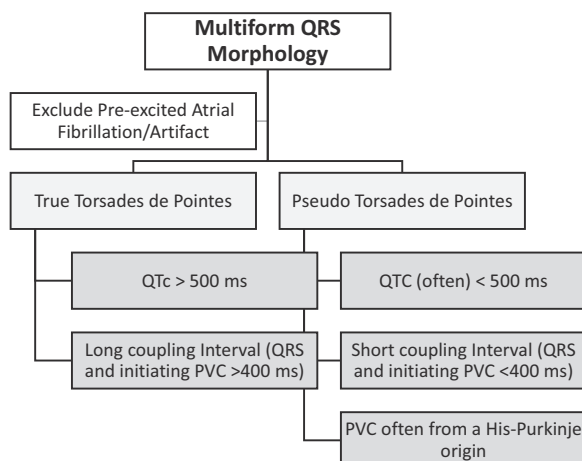 Multiform QRS
Morphology
Exclude Pre-excited Atrial
Fibrillation/Artifact
True Torsades de Pointes
Pseudo Torsades de Pointes
QTc > 500 ms
QTC (often) < 500 ms
Long coupling Interval (QRS
and initiating PVC >400 ms)
Short coupling Interval (QRS
and initiating PVC <400 ms)
PVC often from a His-Purkinje
origin